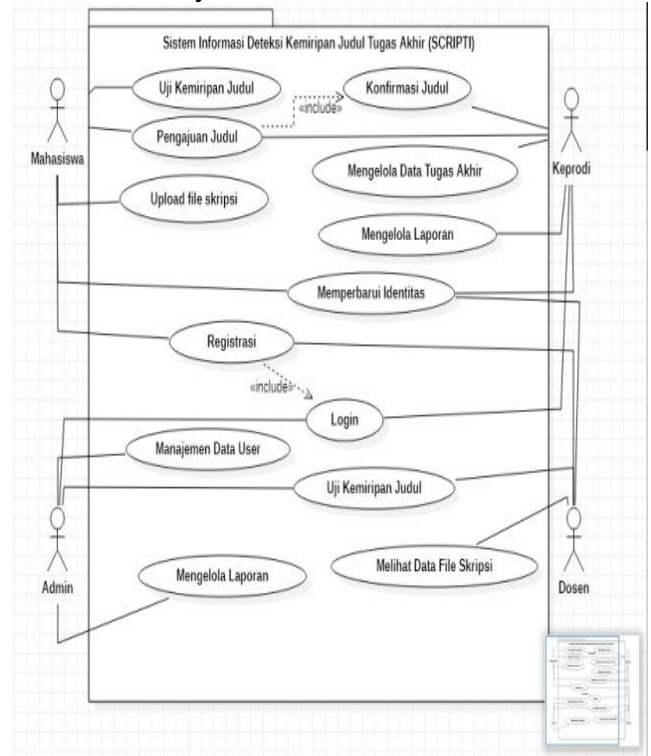 Sistem Informasi Deteksi Kemiripan Judul Tugas Akhir (SCRIPTI)
Uji Kemiripan Judul
Konfirmasi Judul
«include»
Pengajuan Judul
Mahasiswa
Keprodi
Mengelola Data Tugas Akhir
Upload file skripsi
Mengelola Laporan
Memperbarui Identitas
Registrasi
«include»
Login
Manajemen Data User
Uji Kemiripan Judul
Melihat Data File Skripsi
Mengelola Laporan
Admin
Dosen